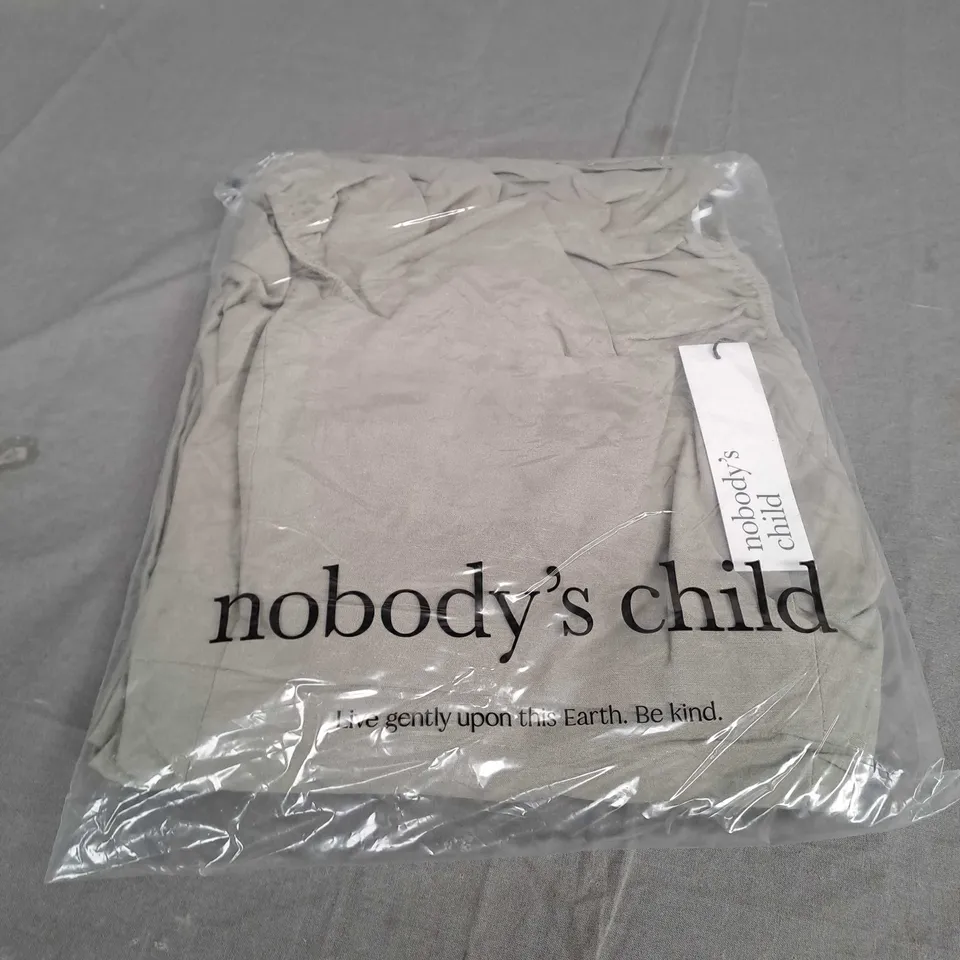 nobody's
child
nobody's child
Live gently upon this Earth. Be kind.